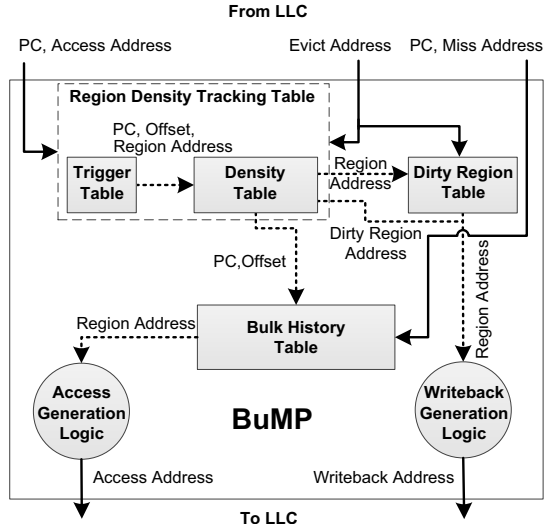 From LLC
PC, Access Address
Evict Address
PC, Miss Address
Region Density Tracking Table
PC, Offset,
Region Address
Trigger
Table
Density
Table
Region
Address
Dirty Region
Table
Dirty Region
Address
PC,Offset
Region Address
Region Address
Bulk History
Table
Access
Generation
Logic
BuMP
Writeback
Generation
Logic
Access Address
Writeback Address
To LLC